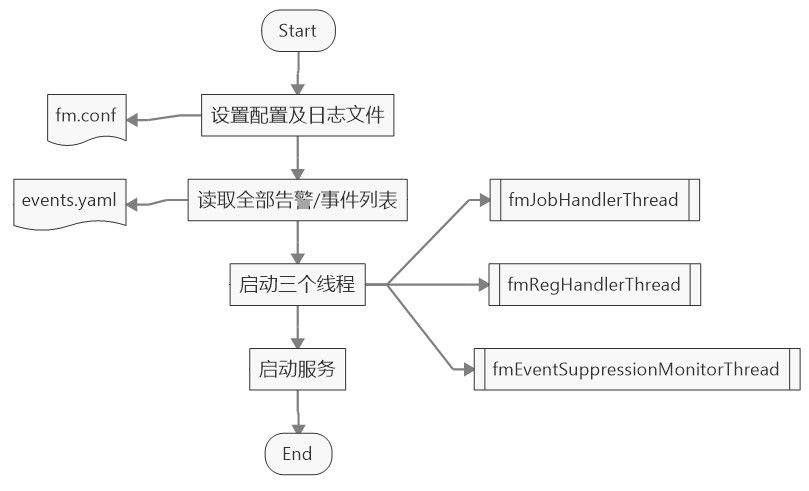 Start
fm.conf
设置配置及日志文件
events.yaml
读取全部告警/事件列表
fmJobHandlerThread
启动三个线程
fmRegHandlerThread
启动服务
fmEventSuppressionMonitorThread
End